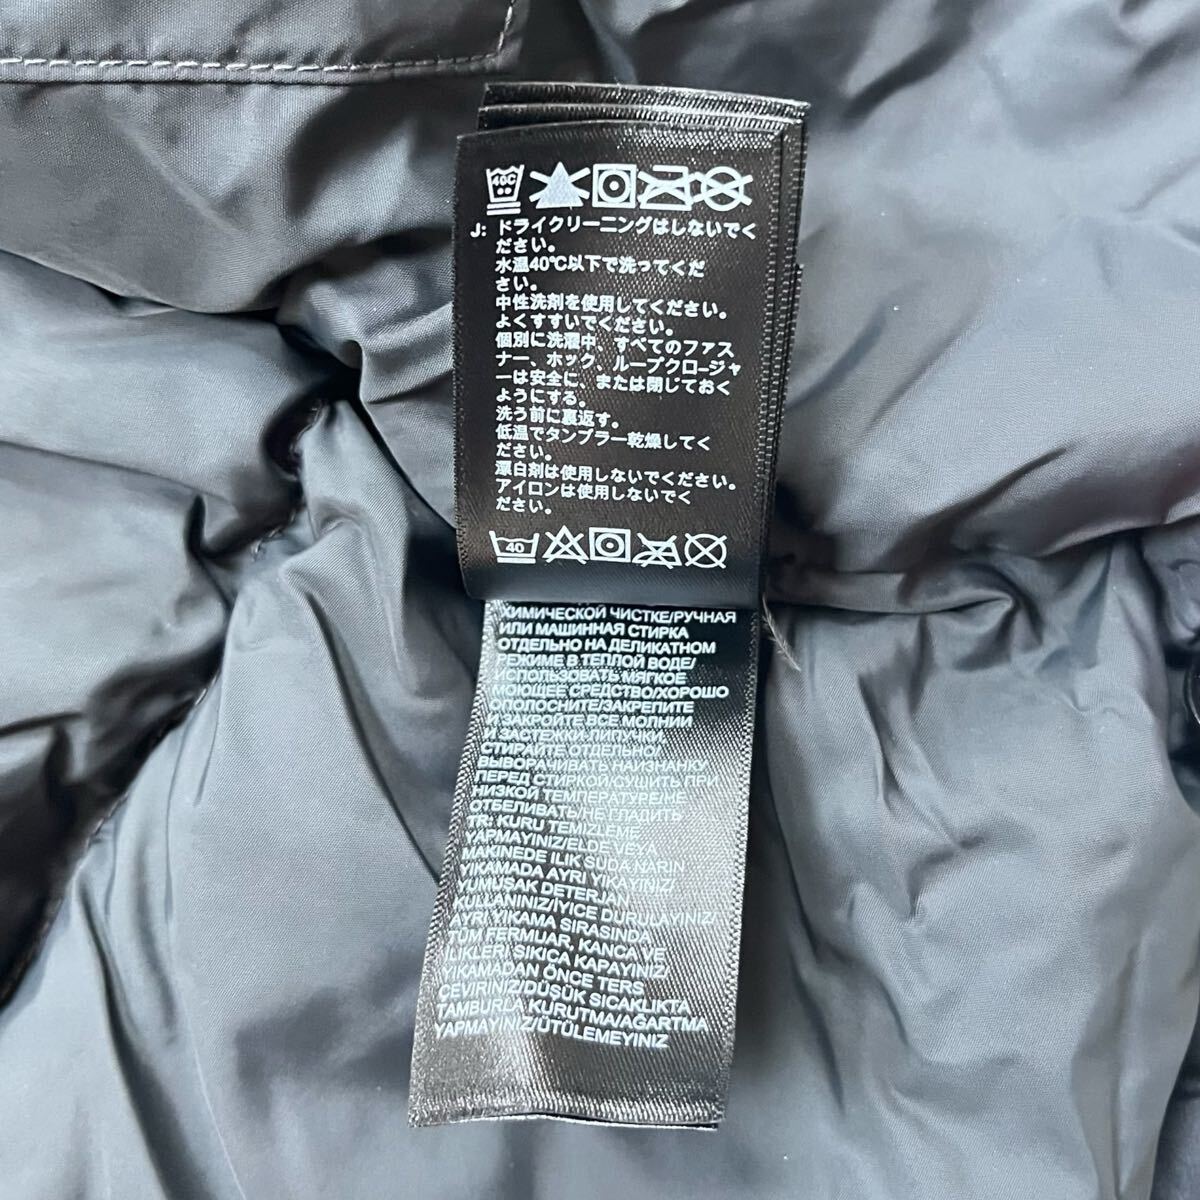 40C
J: ドライクリーニングはしないでく
ださい。
水温40℃以下で洗ってくだ
さい。
中性洗剤を使用してください。
よくすすいでください。
個別に洗濯中、すべてのファス
ナー、ホック、ループクロージャ
ーは安全に、または閉じておく
ようにする。
洗う前に裏返す。
低温でタンブラー乾燥してく
ださい。
漂白剤は使用しないでください。
アイロンは使用しないでく
ださい。
40
ХИМИЧЕСКОЙ ЧИСТКЕ/РУЧНАЯ
ИЛИ МАШИННАЯ СТИРКА
ОТДЕЛЬНО НА ДЕЛИКАТНОМ
РЕЖИМЕ В ТЕПЛОЙ ВОДЕ/
ИСПОЛЬЗОВАТЬ МЯГКОЕ
МОЮЩЕЕ СРЕДСТВО/ХОРОШО
ОПОЛОСНИТЕ/ЗАКРЕПИТЕ
И ЗАКРОЙТЕ ВСЕ МОЛНИИ
И ЗАСТЕЖКИ-ЛИПУЧКИ,
СТИРАЙТЕ ОТДЕЛЬНО/
ВЫВОРАЧИВАТЬ НАИЗНАНКУ
ПЕРЕД СТИРКОЙ/СУШИТЬ ПРИ
НИЗКОЙ ТЕМПЕРАТУРЕ/НЕ
ОТБЕЛИВАТЬ/НЕ ГЛАДИТЬ
TR: KURU TEMİZLEME
YAPMAYINIZ/ELDE VEYA
MAKİNEDE ILIK SUDA NARİN
YIKAMADA AYRI YIKAYINIZ/
YUMUŞAK DETERJAN
KULLANINIZ/İYİCE DURULAYINIZ/
AYRI YIKAMA SIRASINDA
TÜM FERMUAR, KANCA VE
İLİKLERİ SIKICA KAPAYINIZ/
YIKAMADAN ÖNCE TERS
ÇEVİRİNİZ/DÜŞÜK SICAKLIKTA
TAMBURLA KURUTMA/AĞARTMA
YAPMAYINIZ/ÜTÜLEMEYİNİZ